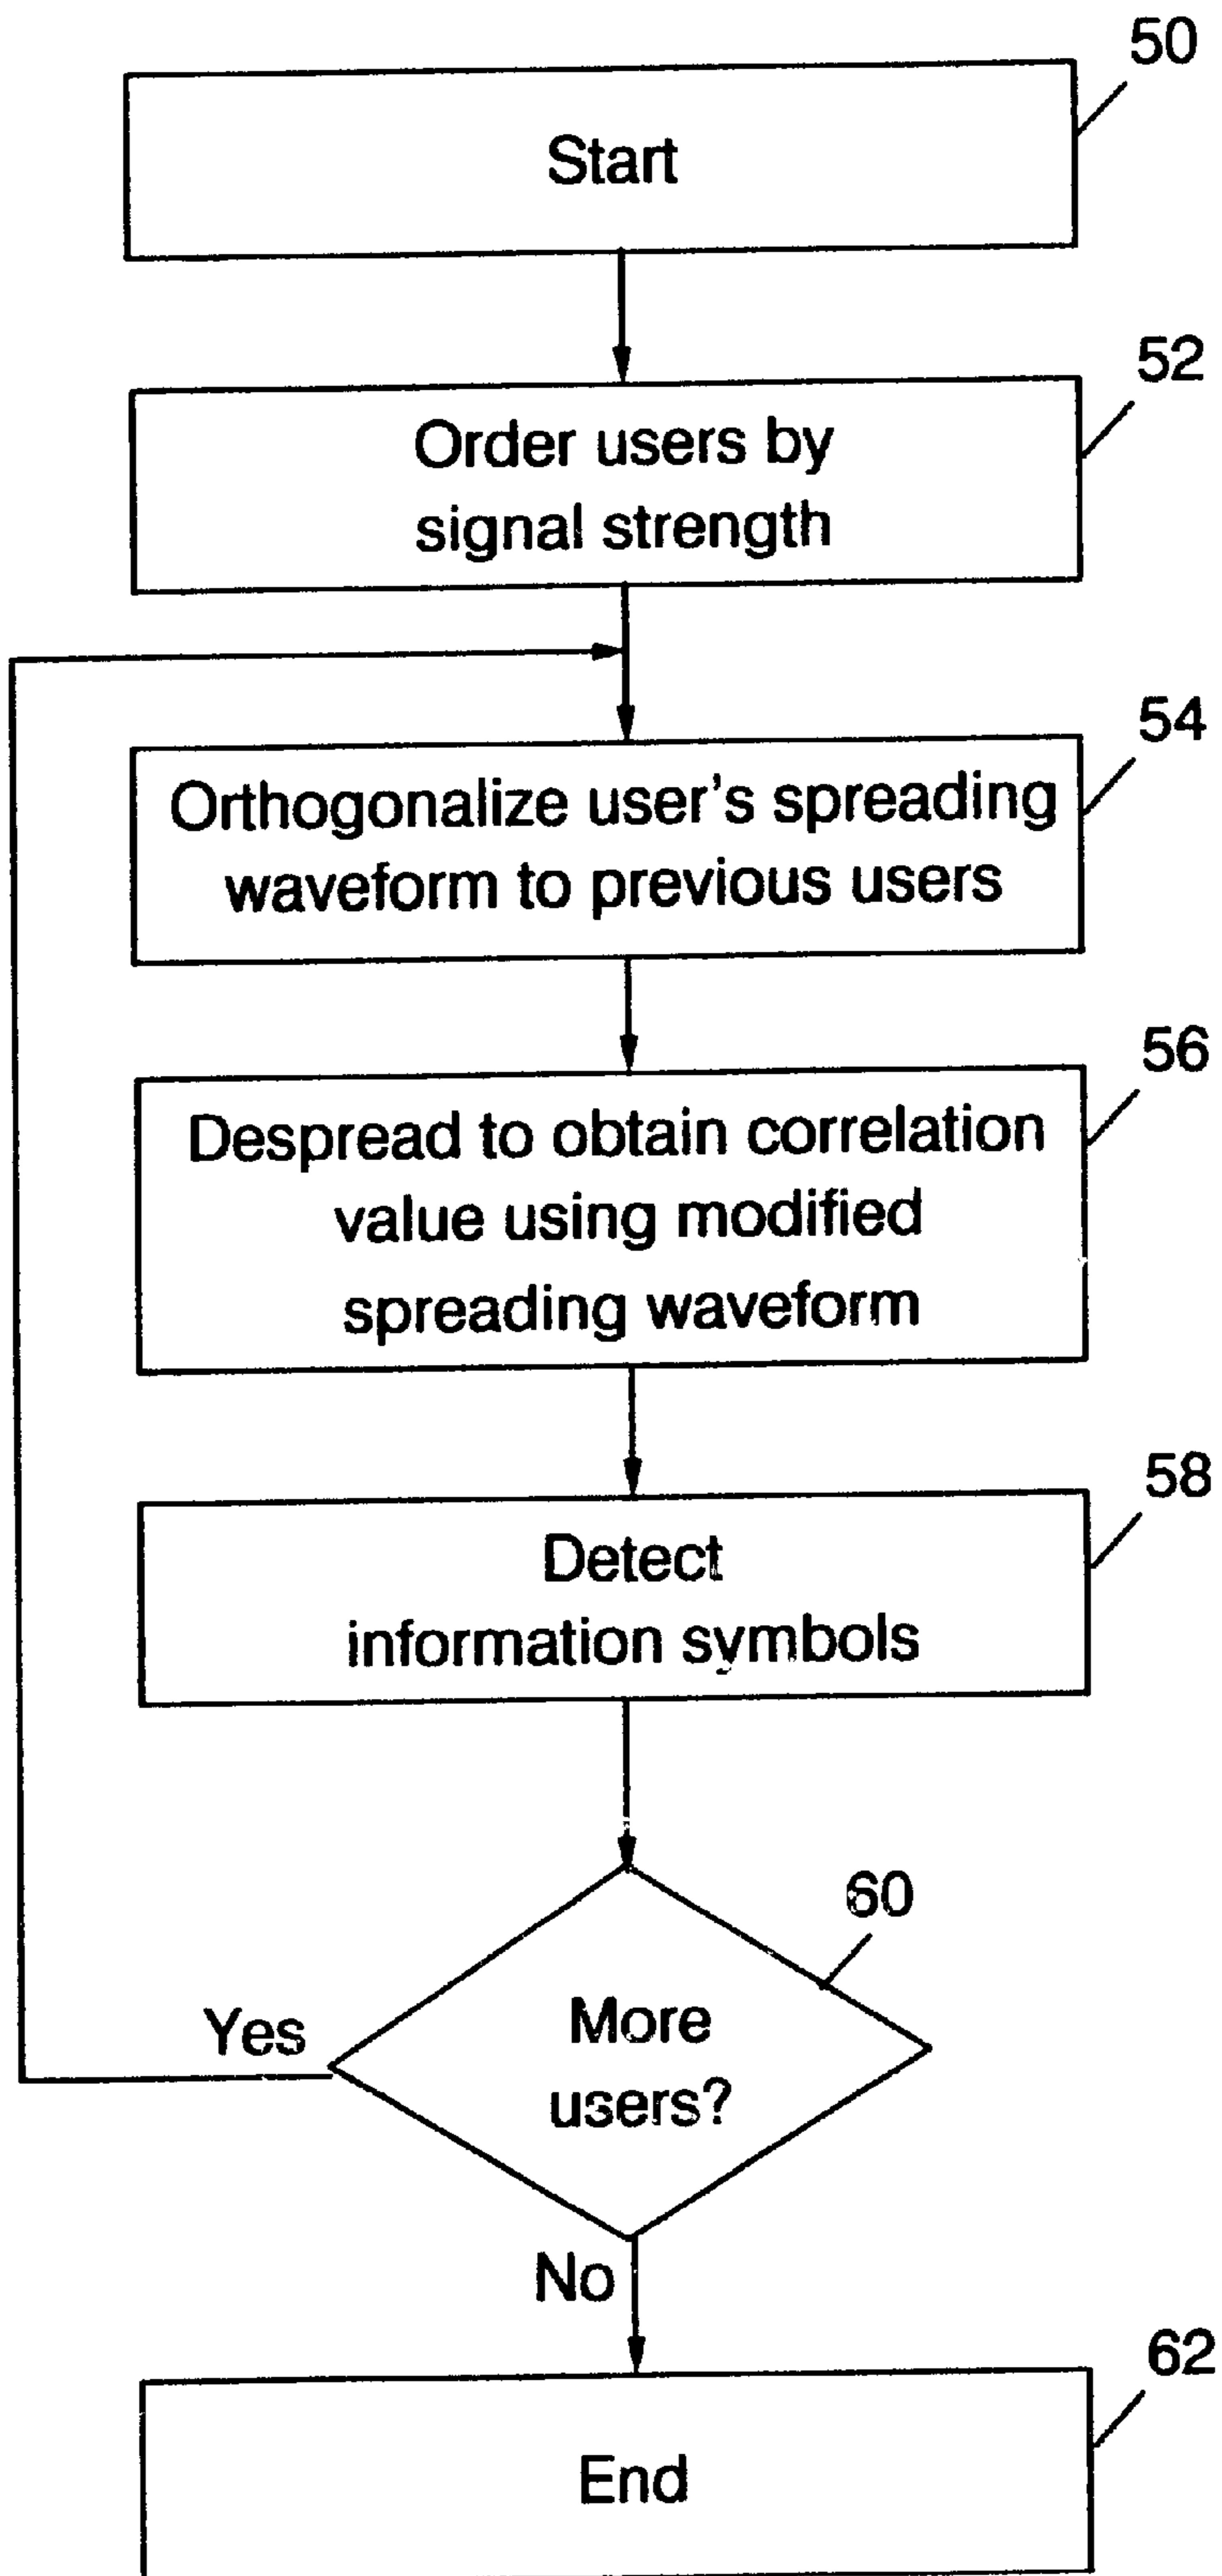 50
Start
52
Order users by
signal strength
54
Orthogonalize user's spreading
waveform to previous users
56
Despread to obtain correlation
value using modified
spreading waveform
58
Detect
information symbols
60
More
users?
Yes
No
62
End